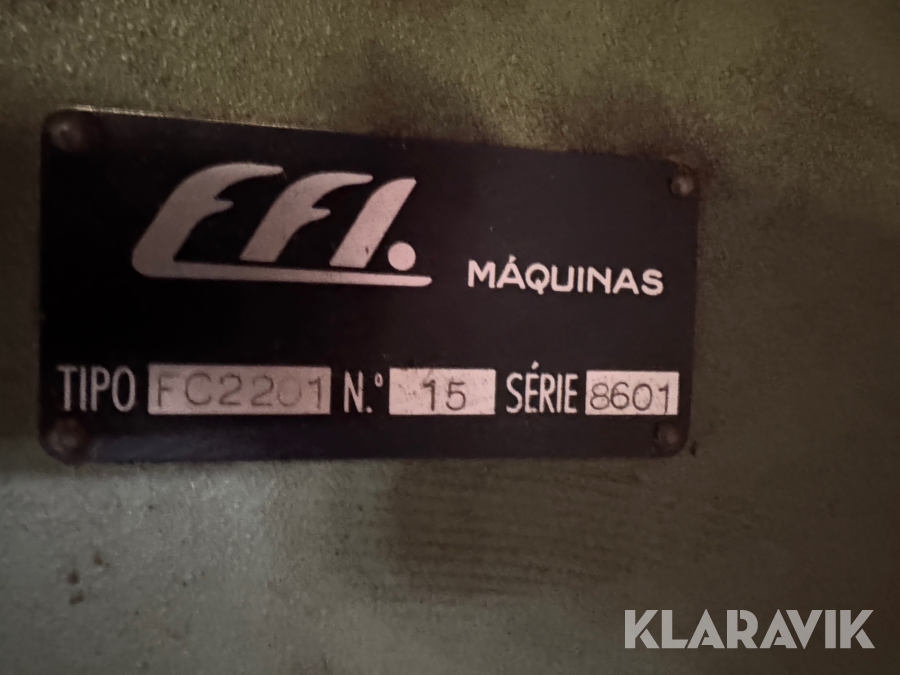 EFI.
MÁQUINAS
TIPO FC2201 N.º 15 SÉRIE 8601
KLARAVIK